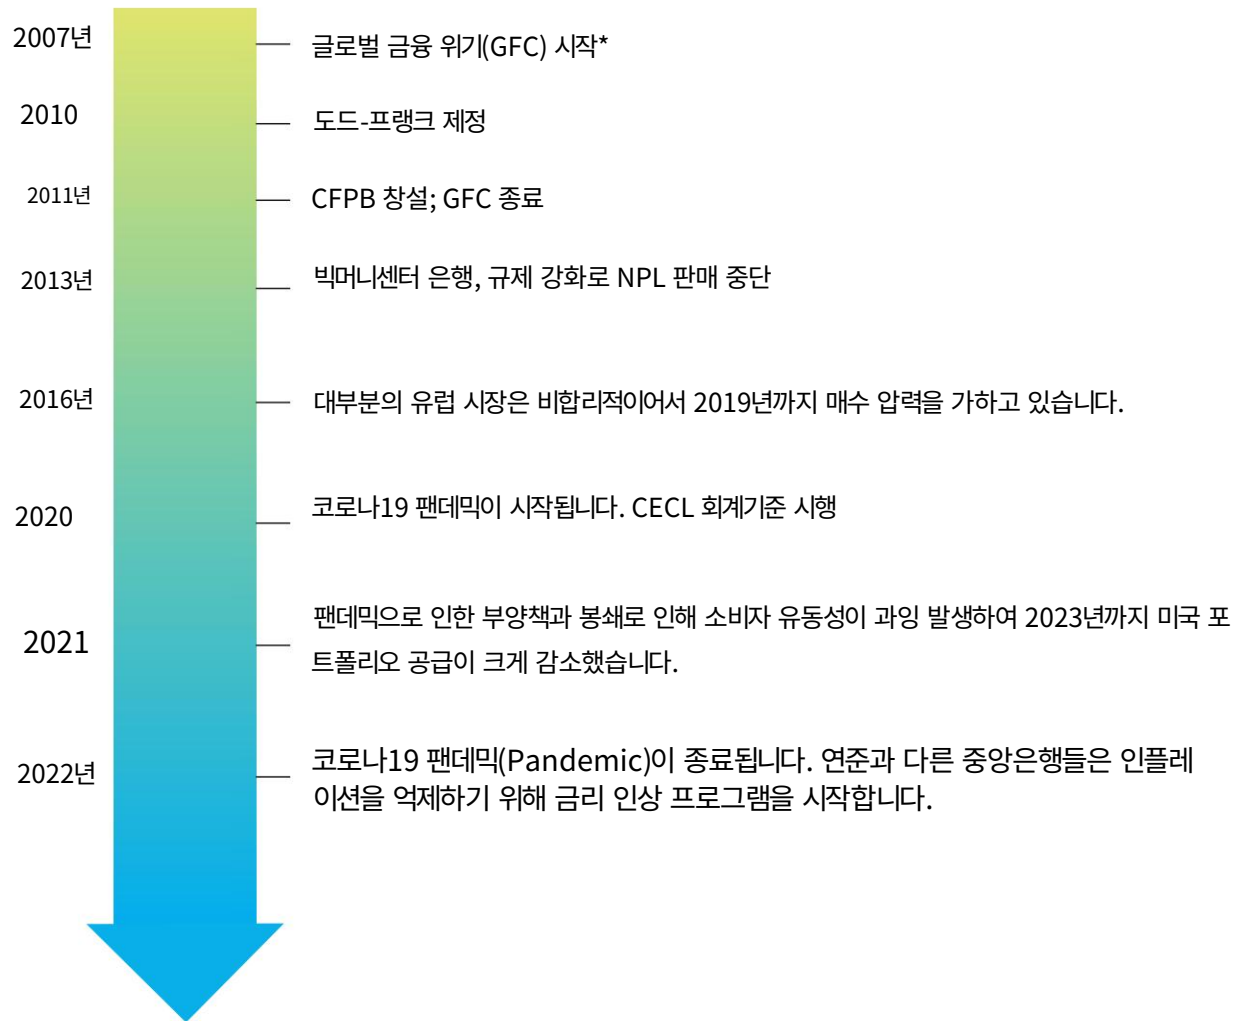 2007년
글로벌 금융 위기(GFC) 시작*
2010
도드-프랭크 제정
2011년
CFPB 창설; GFC 종료
2013년
빅머니센터 은행, 규제 강화로 NPL 판매 중단
2016년
대부분의 유럽 시장은 비합리적이어서 2019년까지 매수 압력을 가하고 있습니다.
2020
코로나19 팬데믹이 시작됩니다. CECL 회계기준 시행
2021
팬데믹으로 인한 부양책과 봉쇄로 인해 소비자 유동성이 과잉 발생하여 2023년까지 미국 포
트폴리오 공급이 크게 감소했습니다.
2022년
코로나19 팬데믹(Pandemic)이 종료됩니다. 연준과 다른 중앙은행들은 인플레
이션을 억제하기 위해 금리 인상 프로그램을 시작합니다.